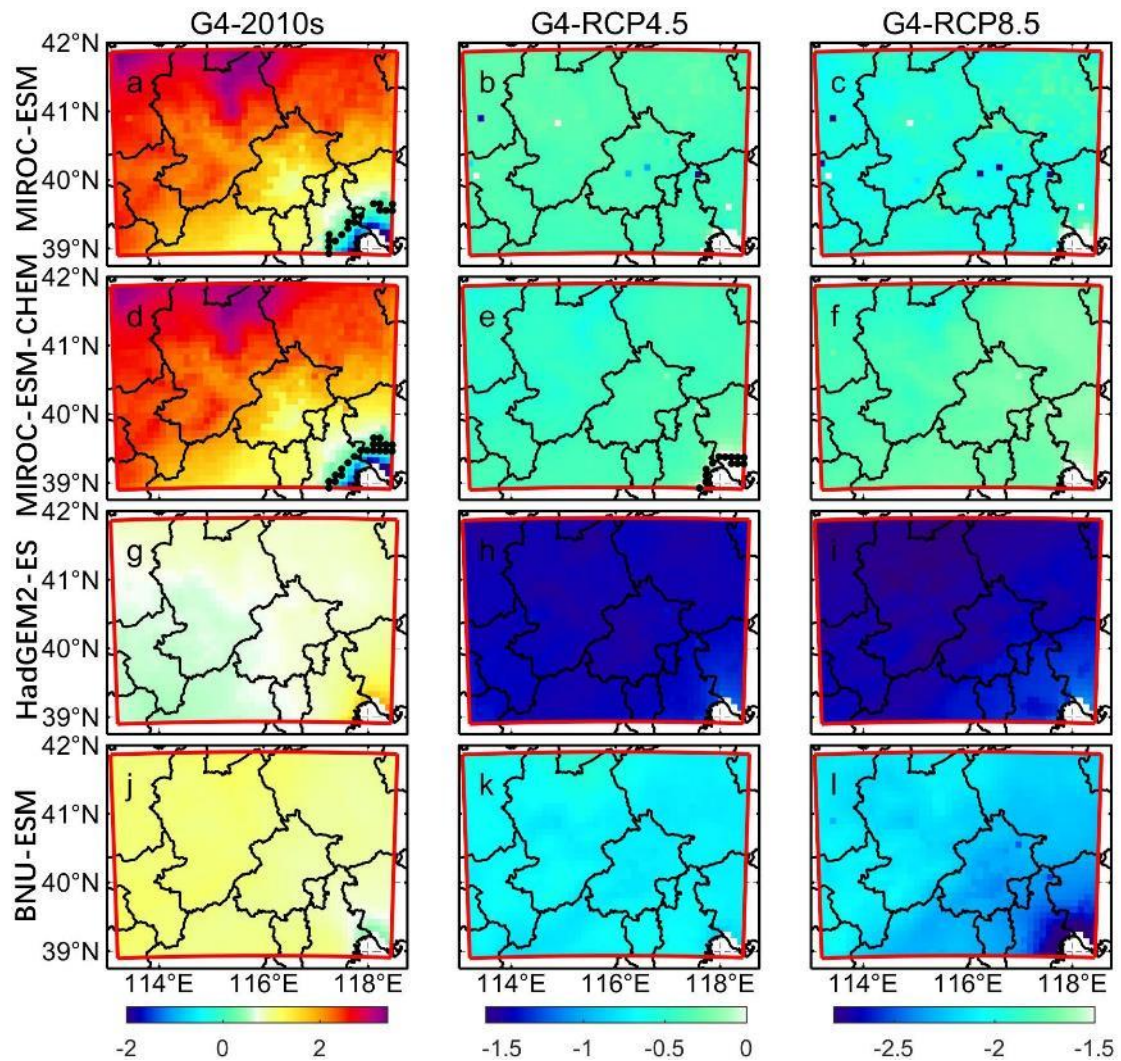 G4-2010s G4-RCP4.5 G4-RCP8.5
MIROC-ESM
42°N
41°N
40°N
39°N
a b c
MIROC-ESM-CHEM
42°N
41°N
40°N
39°N
d e f
HadGEM2-ES
42°N
41°N
40°N
39°N
g h i
BNU-ESM
42°N
41°N
40°N
39°N
j k l
114°E 116°E 118°E 114°E 116°E 118°E 114°E 116°E 118°E
-2 0 2 -1.5 -1 -0.5 0 -2.5 -2 -1.5